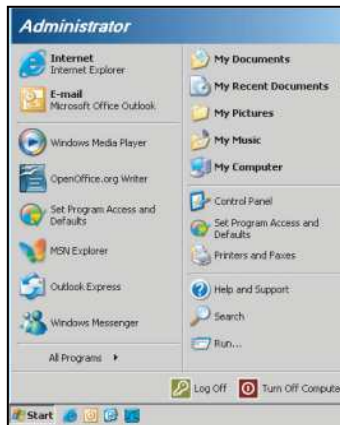 Administrator
Internet
Internet Explorer
E-mail
Microsoft Office Outlook
Windows Media Player
OpenOffice.org Writer
Set Program Access and
Defaults
MSN Explorer
Outlook Express
Windows Messenger
All Programs
My Documents
My Recent Documents
My Pictures
My Music
My Computer
Control Panel
Set Program Access and
Defaults
Printers and Faxes
Help and Support
Search
Run...
Log Off
Turn Off Compute
Start